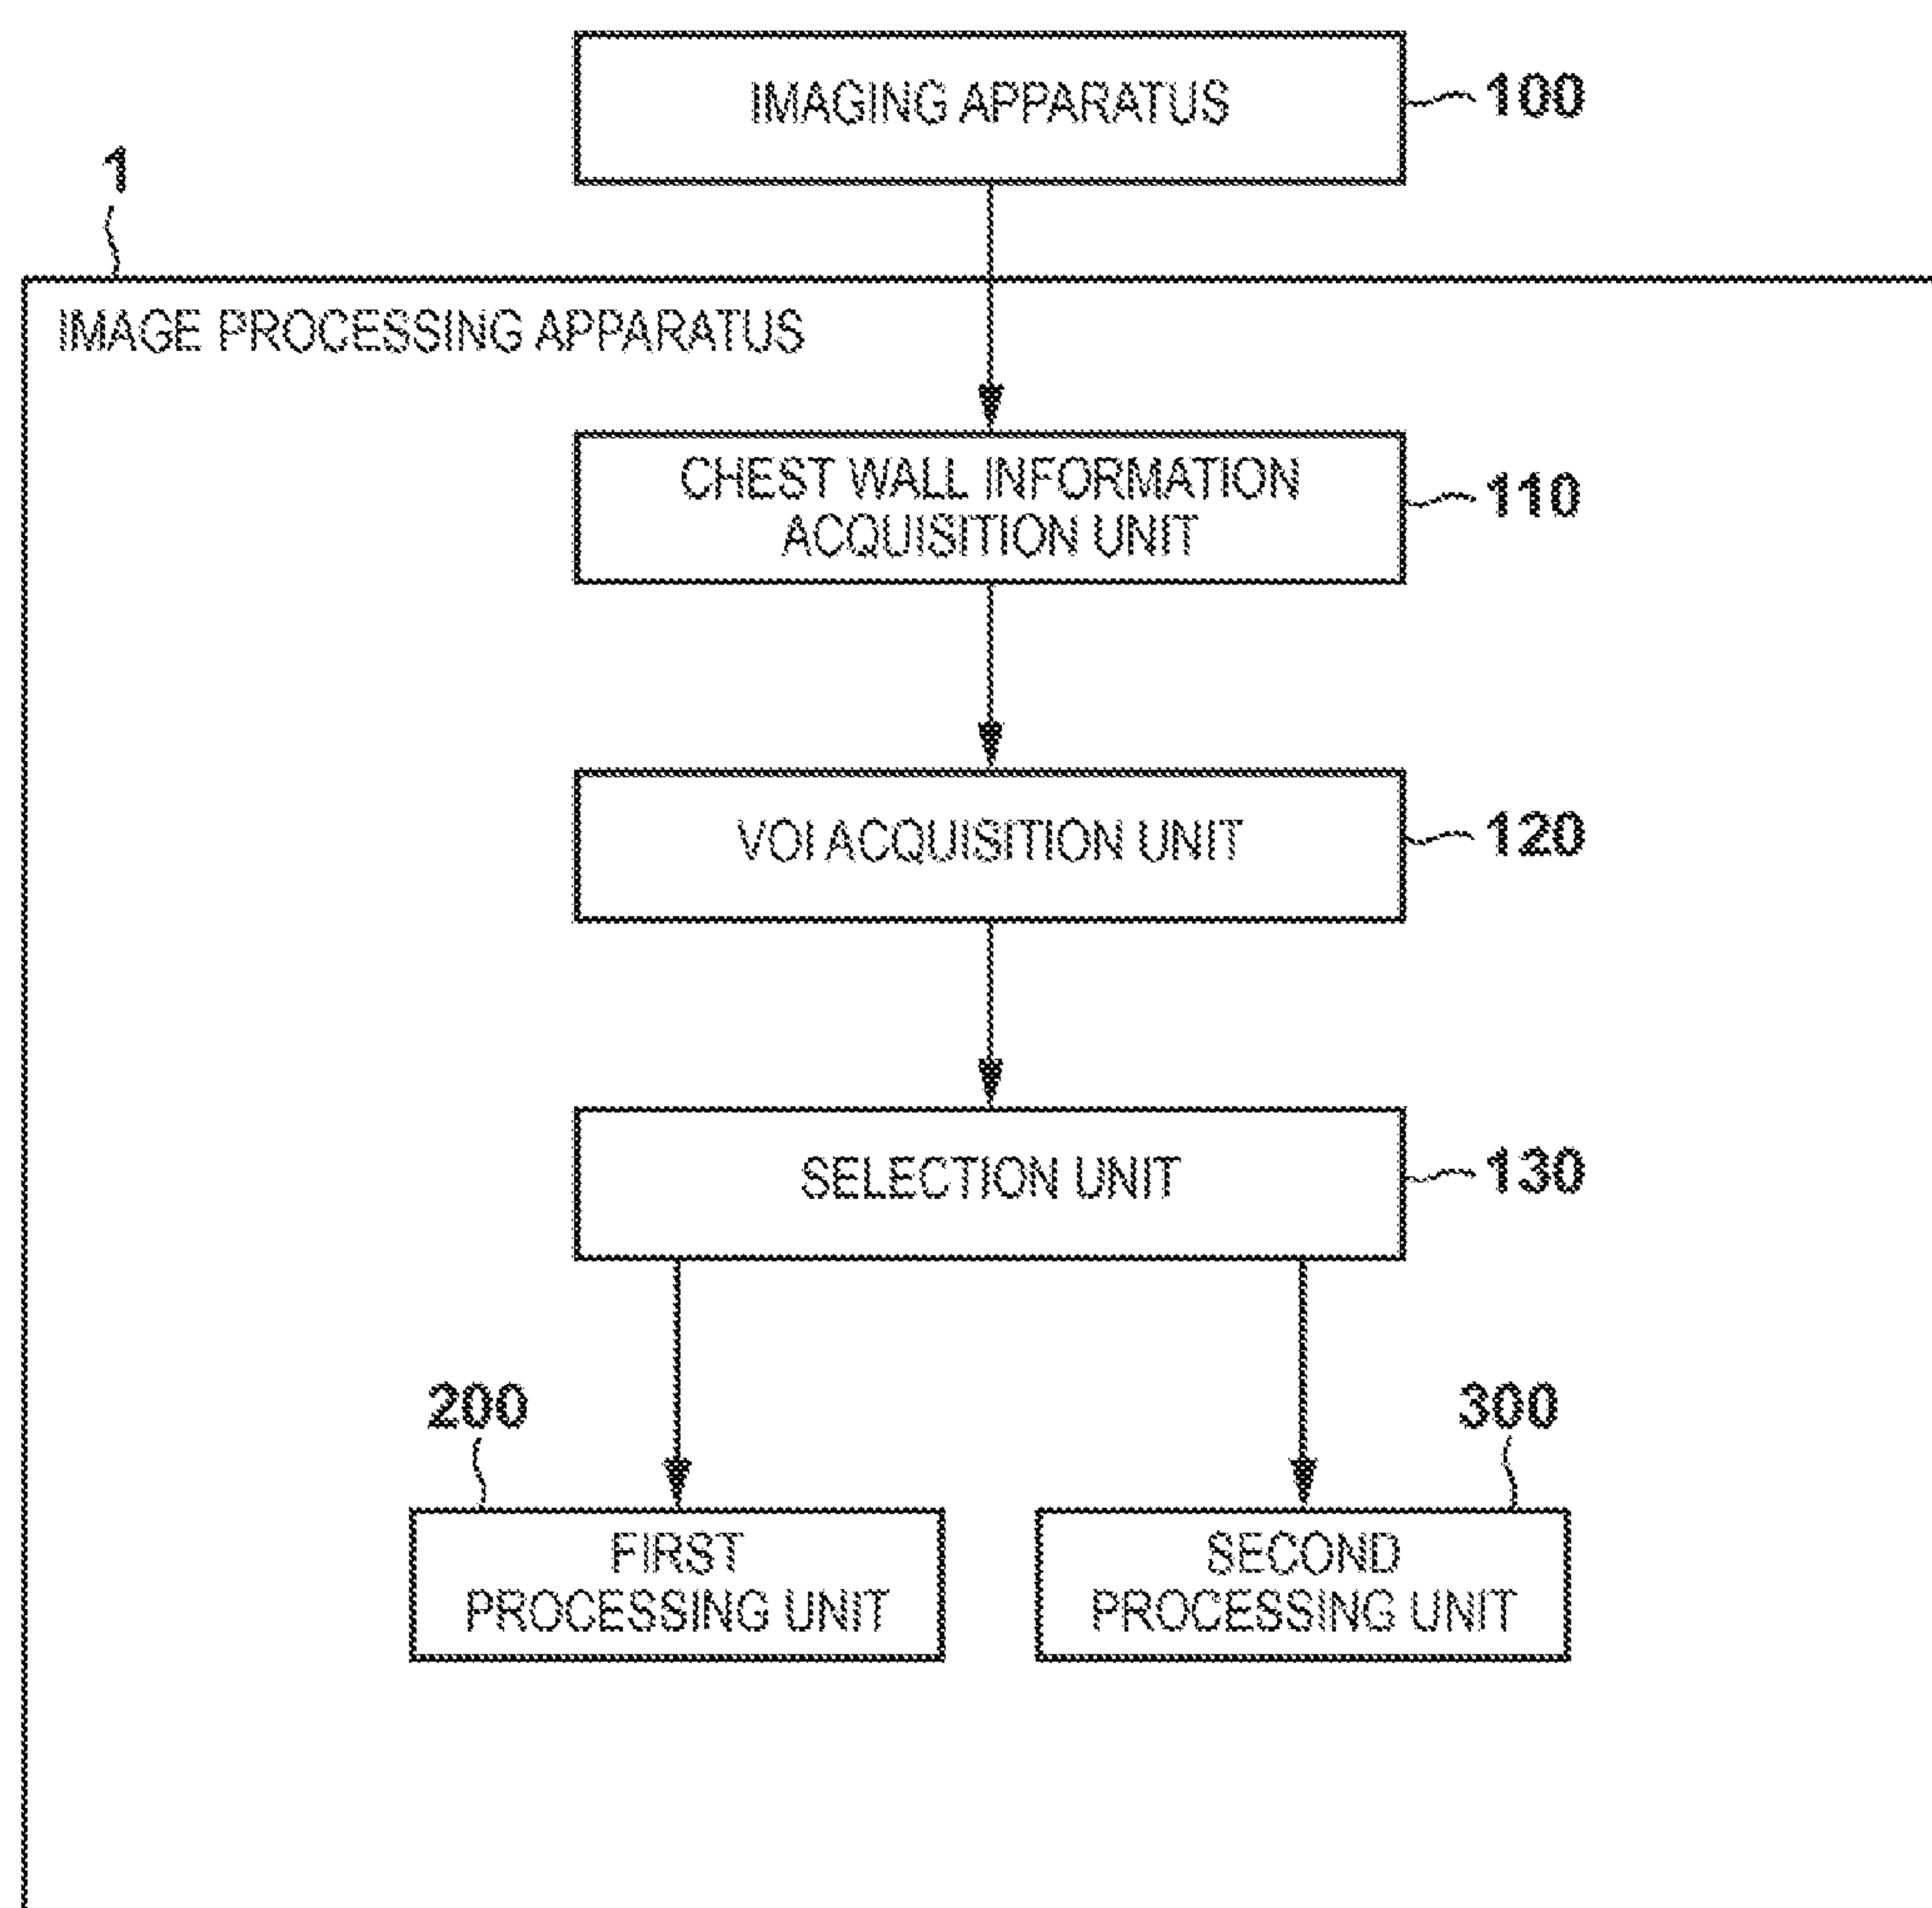 IMAGING APPARATUS
100
1
IMAGE PROCESSING APPARATUS
CHEST WALL INFORMATION
ACQUISITION UNIT
110
VOI ACQUISITION UNIT
120
SELECTION UNIT
130
200
300
FIRST
PROCESSING UNIT
SECOND
PROCESSING UNIT